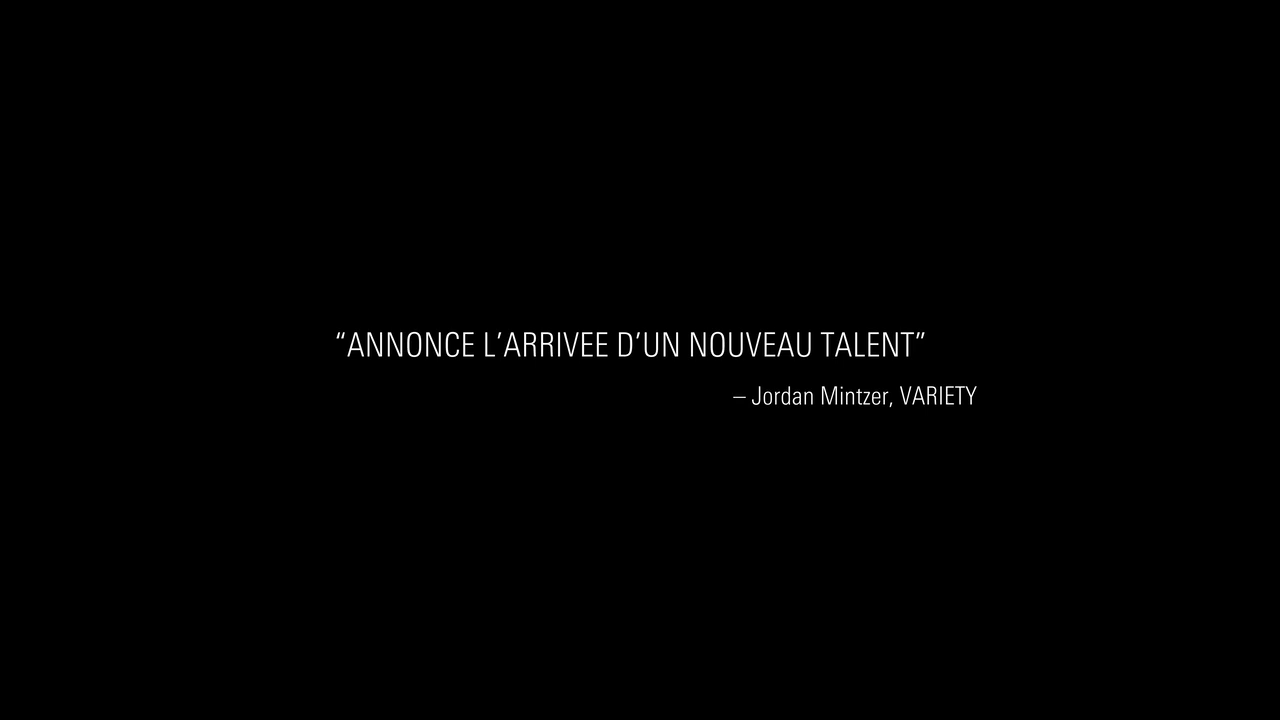 “ANNONCE L’ARRIVEE D’UN NOUVEAU TALENT”
– Jordan Mintzer, VARIETY